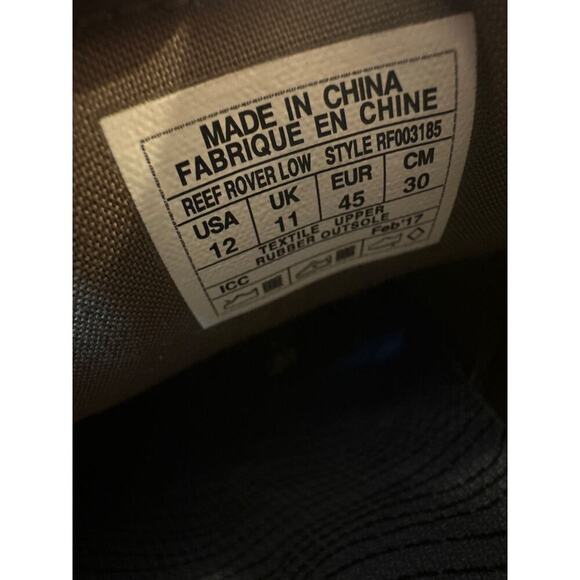 MADE IN CHINA
FABRIQUE EN CHINE
REEF ROVER LOW STYLE RF003185
USA UK EUR CM
12 11 45 30
TEXTILE UPPER
RUBBER OUTSOLE
ICC Feb'17